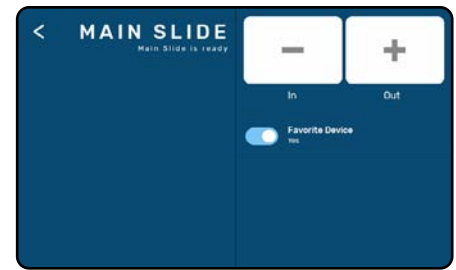 MAIN SLIDE
Main Slide is ready
In
Out
Favorite Device
Yes